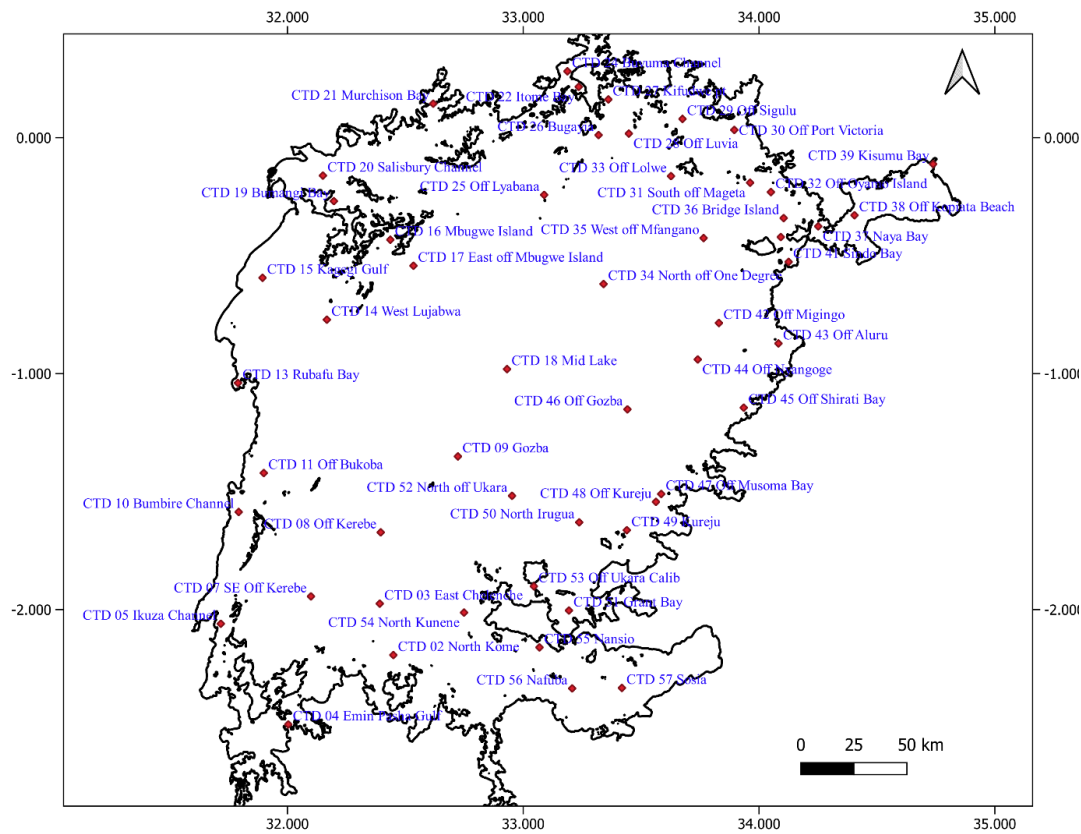 32.000 33.000 34.000 35.000
CTD 24 Buvuma Channel
CTD 21 Murchison Bay
CTD 22 Itome Bay
CTD 27 Kifuluma
CTD 29 Off Sigulu
CTD 26 Bugaya
CTD 30 Off Port Victoria
0.000
0.000
CTD 28 Off Luvia
CTD 39 Kisumu Bay
CTD 20 Salisbury Channel
CTD 33 Off Lolwe
CTD 19 Bunanga Bay
CTD 25 Off Lyabana
CTD 31 South off Mageta
CTD 32 Off Oyamo Island
CTD 36 Bridge Island
CTD 38 Off Kopiata Beach
CTD 16 Mbugwe Island
CTD 35 West off Mfangano
CTD 37 Naya Bay
CTD 17 East off Mbugwe Island
CTD 41 Sindo Bay
CTD 15 Kagegi Gulf
CTD 34 North off One Degree
CTD 14 West Lujabwa
CTD 42 Off Migingo
CTD 43 Off Aluru
CTD 18 Mid Lake
CTD 13 Rubafu Bay
CTD 44 Off Nyangoge
-1.000
-1.000
CTD 46 Off Gozba
CTD 45 Off Shirati Bay
CTD 09 Gozba
CTD 11 Off Bukoba
CTD 52 North off Ukara
CTD 48 Off Kureju
CTD 47 Off Musoma Bay
CTD 10 Bumbire Channel
CTD 08 Off Kerebe
CTD 50 North Irugua
CTD 49 Kureju
CTD 53 Off Ukara Calib
CTD 07 SE Off Kerebe
CTD 03 East
CTD 51 Grant Bay
-2.000
-2.000
CTD 05 Ikuza Channel
CTD 54 North Kunene
CTD 02 North Kome
CTD 55 Nansio
CTD 56 Nafuba
CTD 57 Sosia
CTD 04 Emin Pasha Gulf
0 25 50 km
32.000 33.000 34.000 35.000